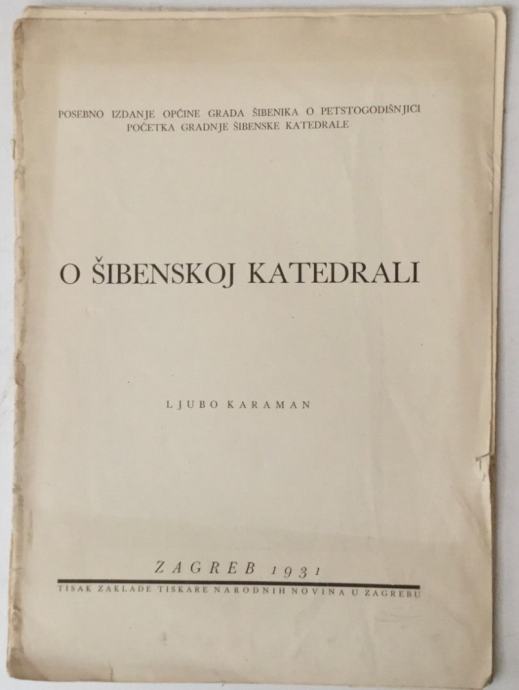 POSEBNO IZDANJE OPĆINE GRADA ŠIBENIKA O PETSTOGODIŠNJICI
POČETKA GRADNJE ŠIBENSKE KATEDRALE
O ŠIBENSKOJ KATEDRALI
LJUBO KARAMAN
ZAGREB 1931
TISAK ZAKLADE TISKARE NARODNIH NOVINA U ZAGREBU